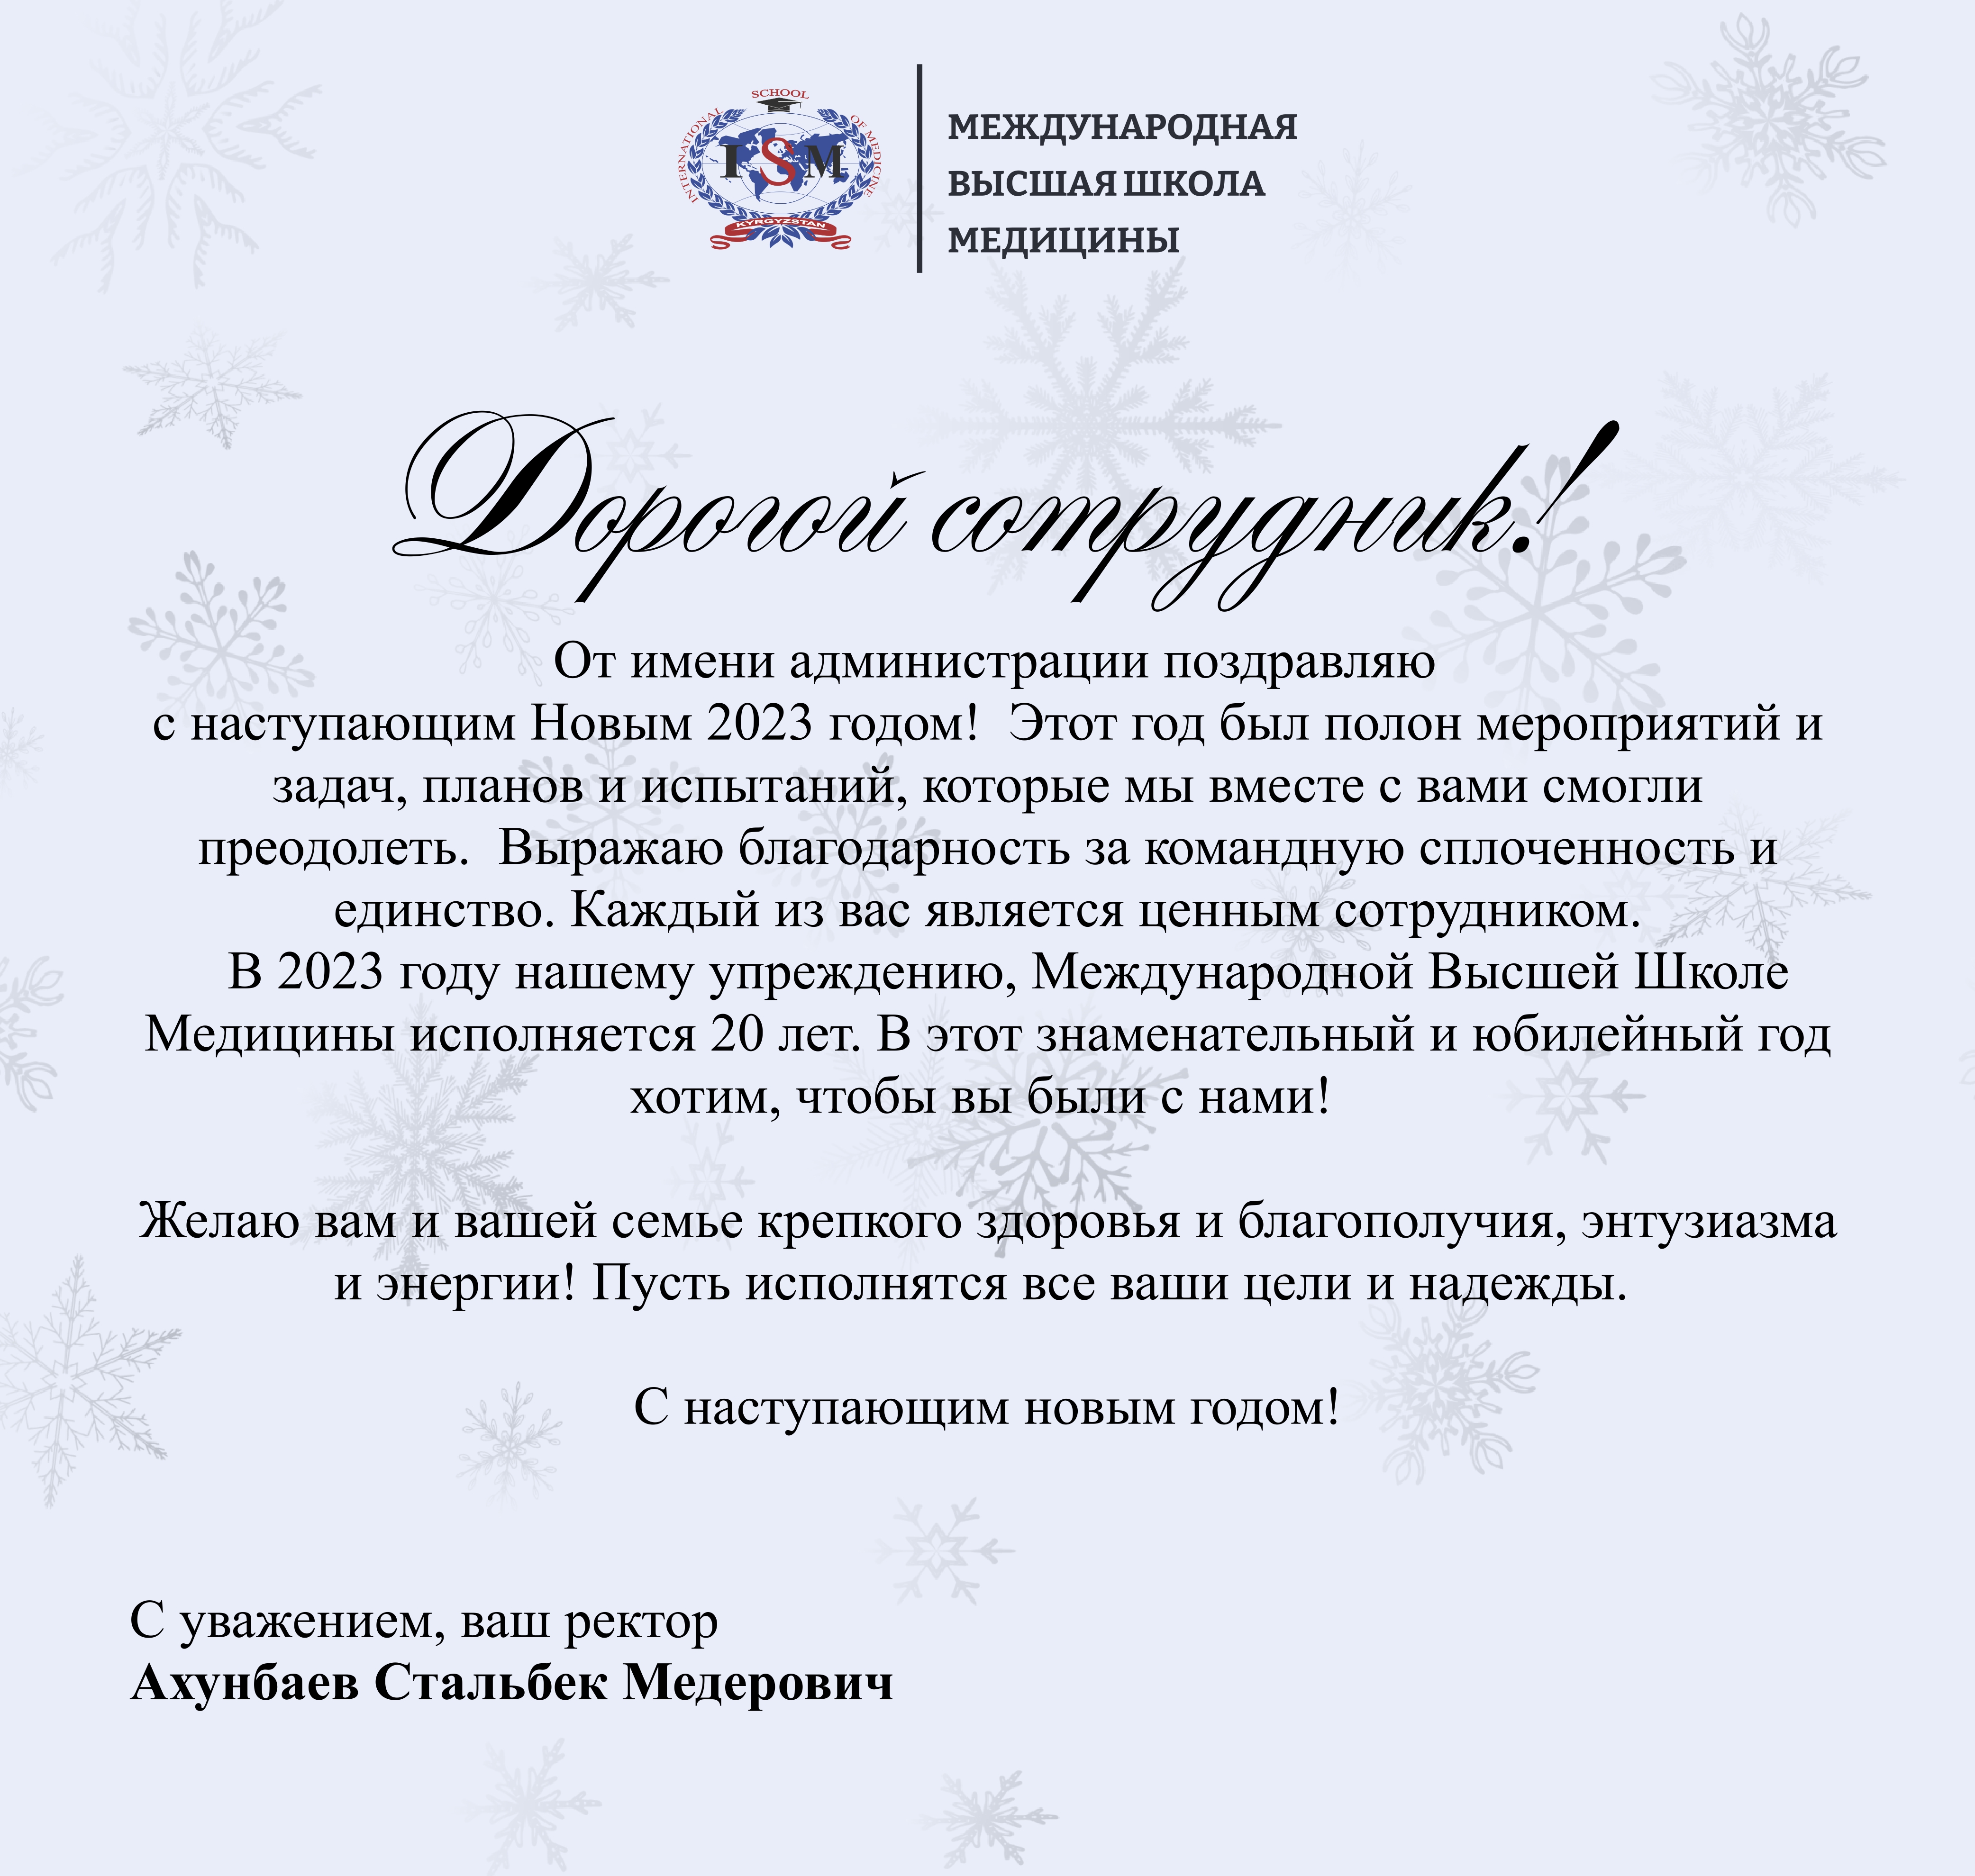 INTERNATIONAL SCHOOL OF MEDICINE
I S M
KYRGYZSTAN
МЕЖДУНАРОДНАЯ
ВЫСШАЯ ШКОЛА
МЕДИЦИНЫ
Дорогой сотрудник!
От имени администрации поздравляю
с наступающим Новым 2023 годом! Этот год был полон мероприятий и
задач, планов и испытаний, которые мы вместе с вами смогли
преодолеть. Выражаю благодарность за командную сплоченность и
единство. Каждый из вас является ценным сотрудником.
В 2023 году нашему упреждению, Международной Высшей Школе
Медицины исполняется 20 лет. В этот знаменательный и юбилейный год
хотим, чтобы вы были с нами!
Желаю вам и вашей семье крепкого здоровья и благополучия, энтузиазма
и энергии! Пусть исполнятся все ваши цели и надежды.
С наступающим новым годом!
С уважением, ваш ректор
Ахунбаев Стальбек Медерович